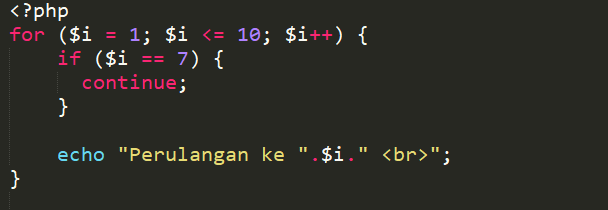 <?php
for ($i = 1; $i <= 10; $i++) {
    if ($i == 7) {
      continue;
    }

    echo "Perulangan ke ".$i." <br>";
}